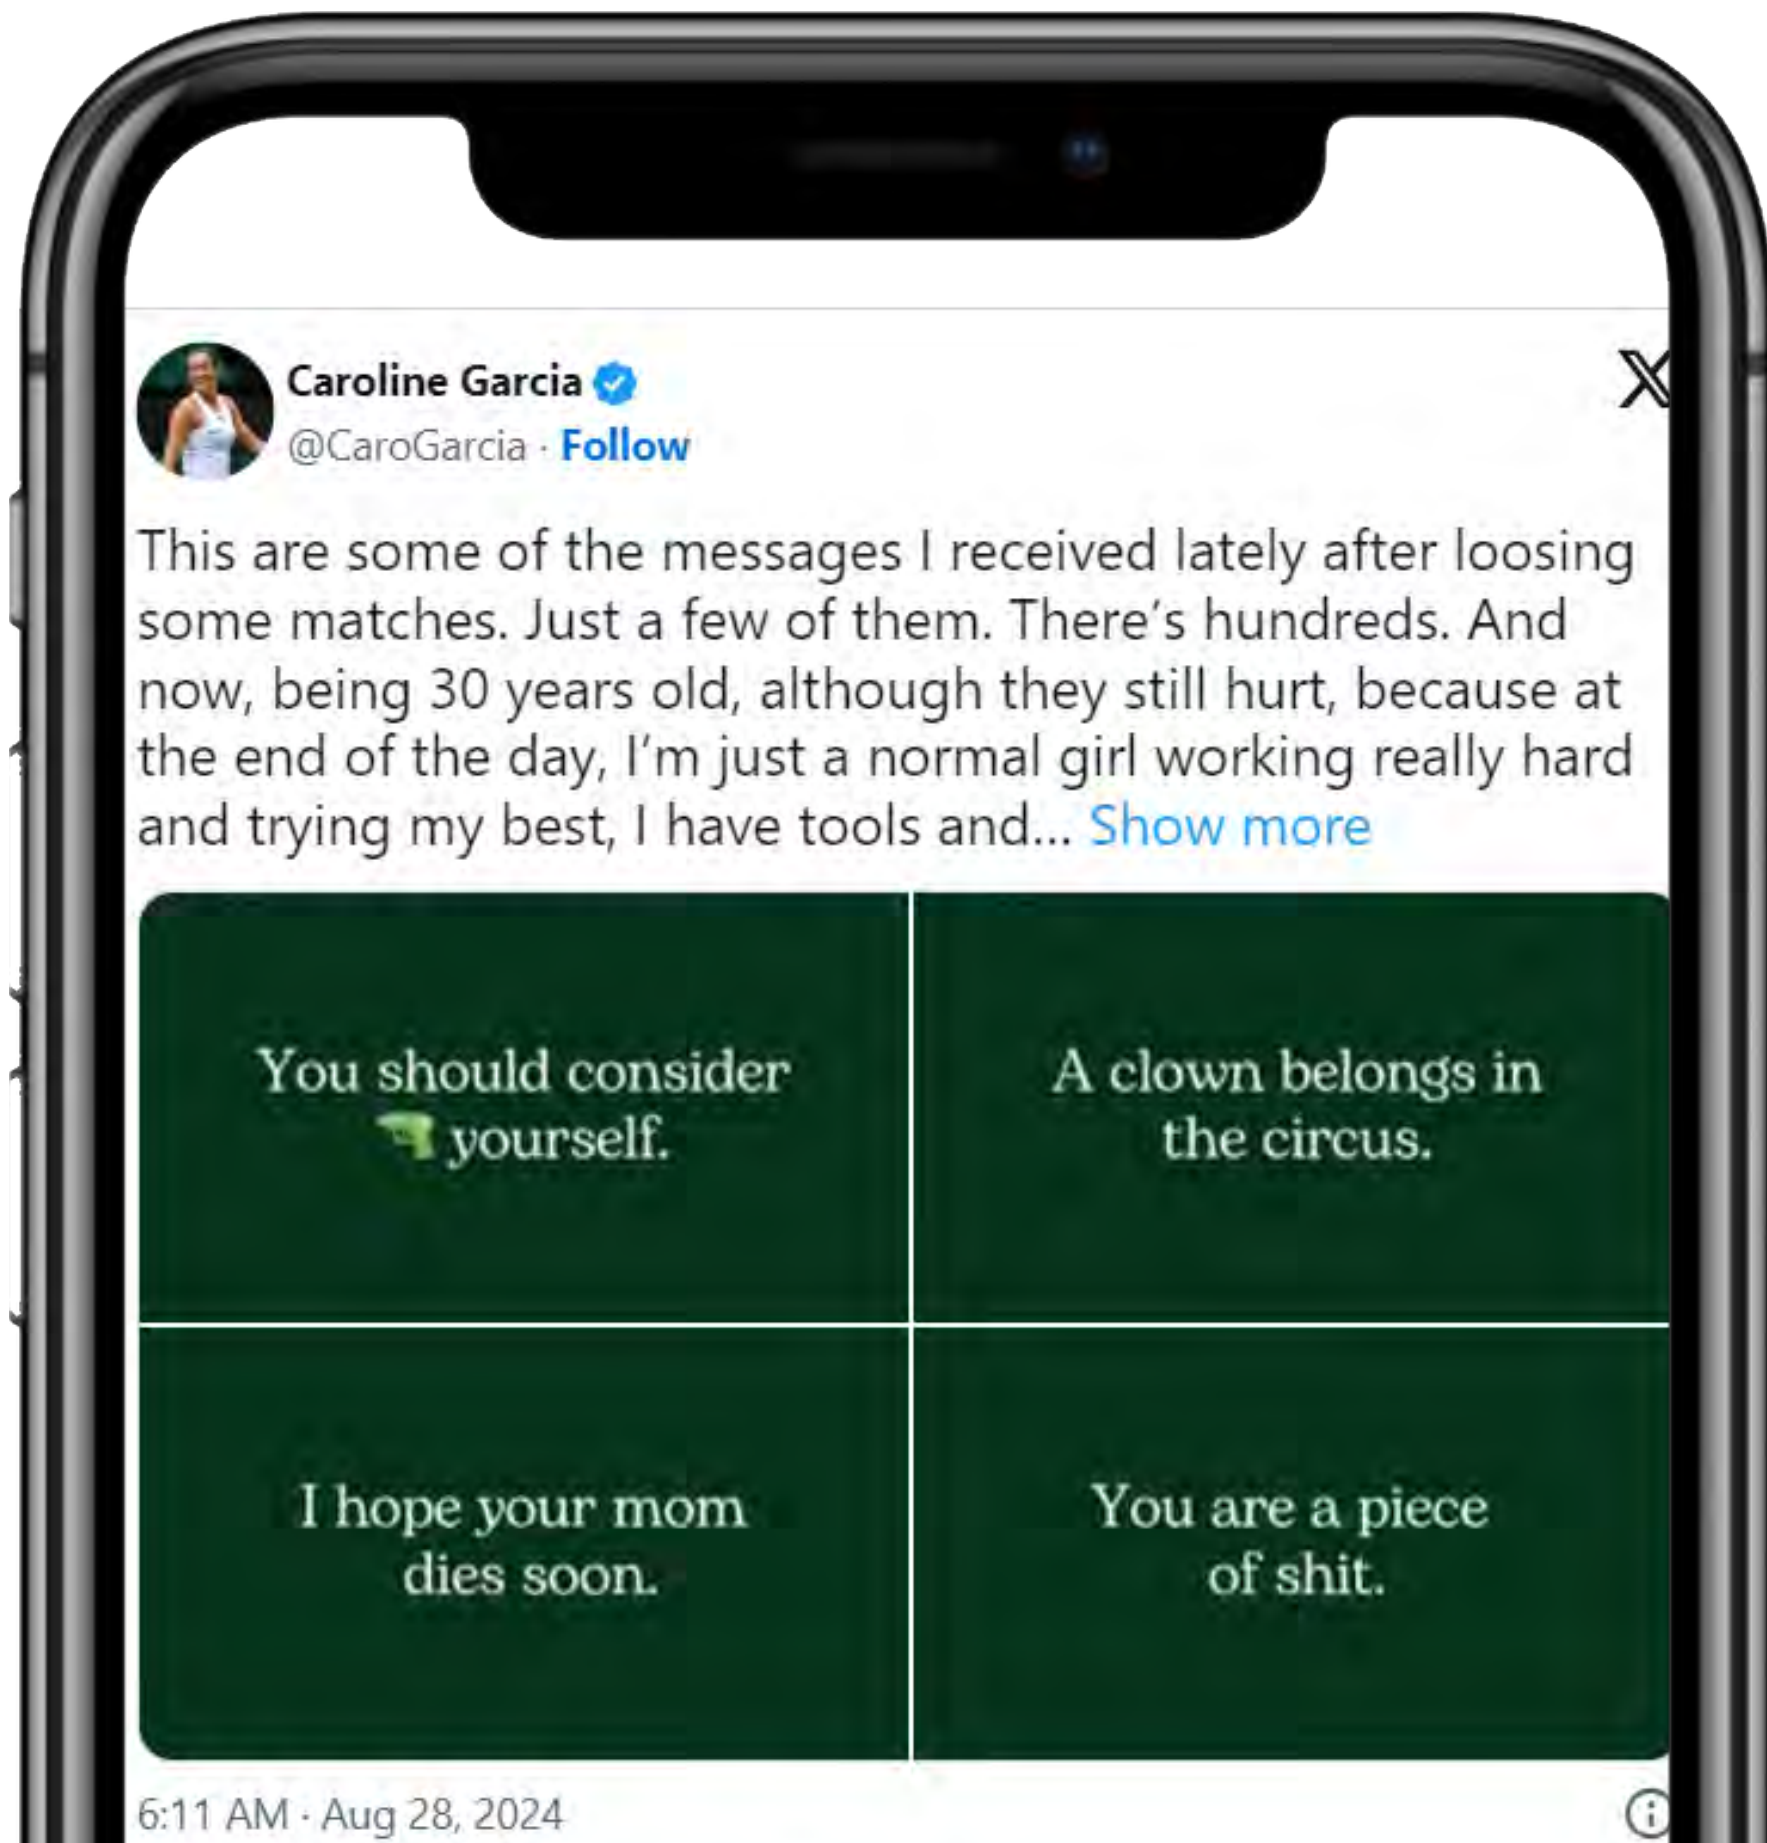 Caroline Garcia
X
@CaroGarcia · Follow
This are some of the messages I received lately after loosing
some matches. Just a few of them. There’s hundreds. And
now, being 30 years old, although they still hurt, because at
the end of the day, I’m just a normal girl working really hard
and trying my best, I have tools and... Show more
You should consider
🔫 yourself.
A clown belongs in
the circus.
I hope your mom
dies soon.
You are a piece
of shit.
6:11 AM · Aug 28, 2024